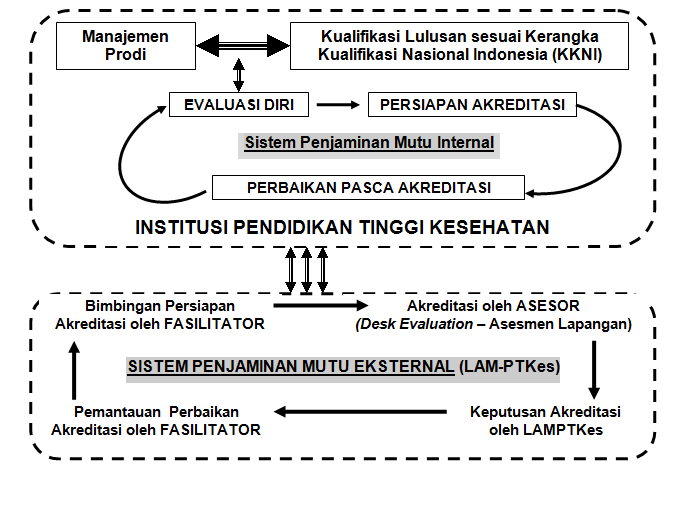 Manajemen
Prodi
Kualifikasi Lulusan sesuai Kerangka
Kualifikasi Nasional Indonesia (KKNI)
EVALUASI DIRI
PERSIAPAN AKREDITASI
Sistem Penjaminan Mutu Internal
PERBAIKAN PASCA AKREDITASI
INSTITUSI PENDIDIKAN TINGGI KESEHATAN
Bimbingan Persiapan
Akreditasi oleh FASILITATOR
Akreditasi oleh ASESOR
(Desk Evaluation – Asesmen Lapangan)
SISTEM PENJAMINAN MUTU EKSTERNAL (LAM-PTKes)
Pemantauan Perbaikan
Akreditasi oleh FASILITATOR
Keputusan Akreditasi
oleh LAMPTKes